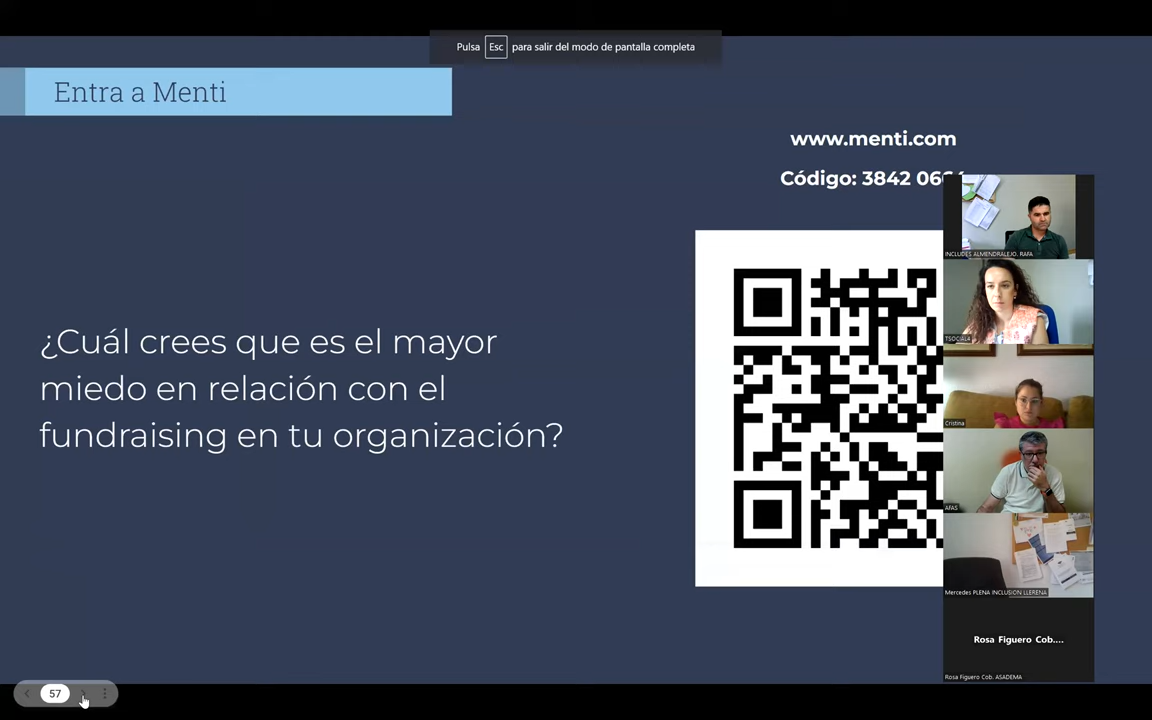 Pulsa Esc para salir del modo de pantalla completa
Entra a Menti
www.menti.com
Código: 3842
¿Cuál crees que es el mayor
miedo en relación con el
fundraising en tu organización?
INCLUDES ALMENDRALEJO. RAFA
TSOCIAL4
Cristina
AFAS
Mercedes PLENA INCLUSION LLERENA
Rosa Figuero Cob....
Rosa Figuero Cob. ASADEMA
57